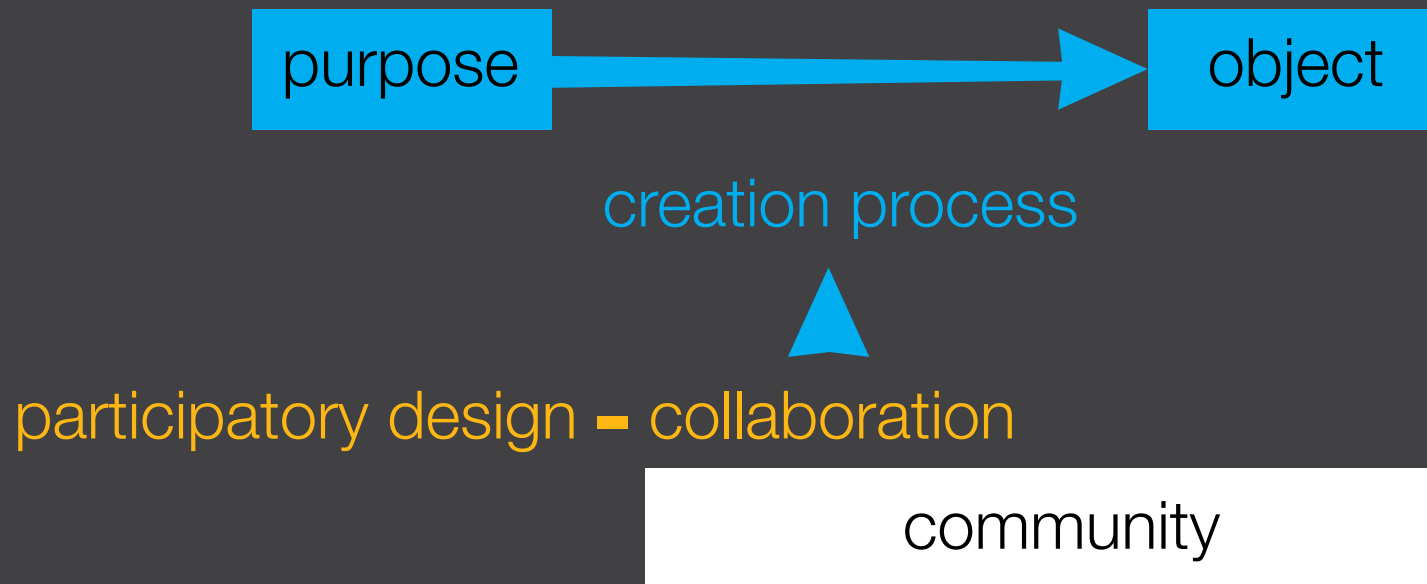 purpose object
creation process
participatory design - collaboration
community